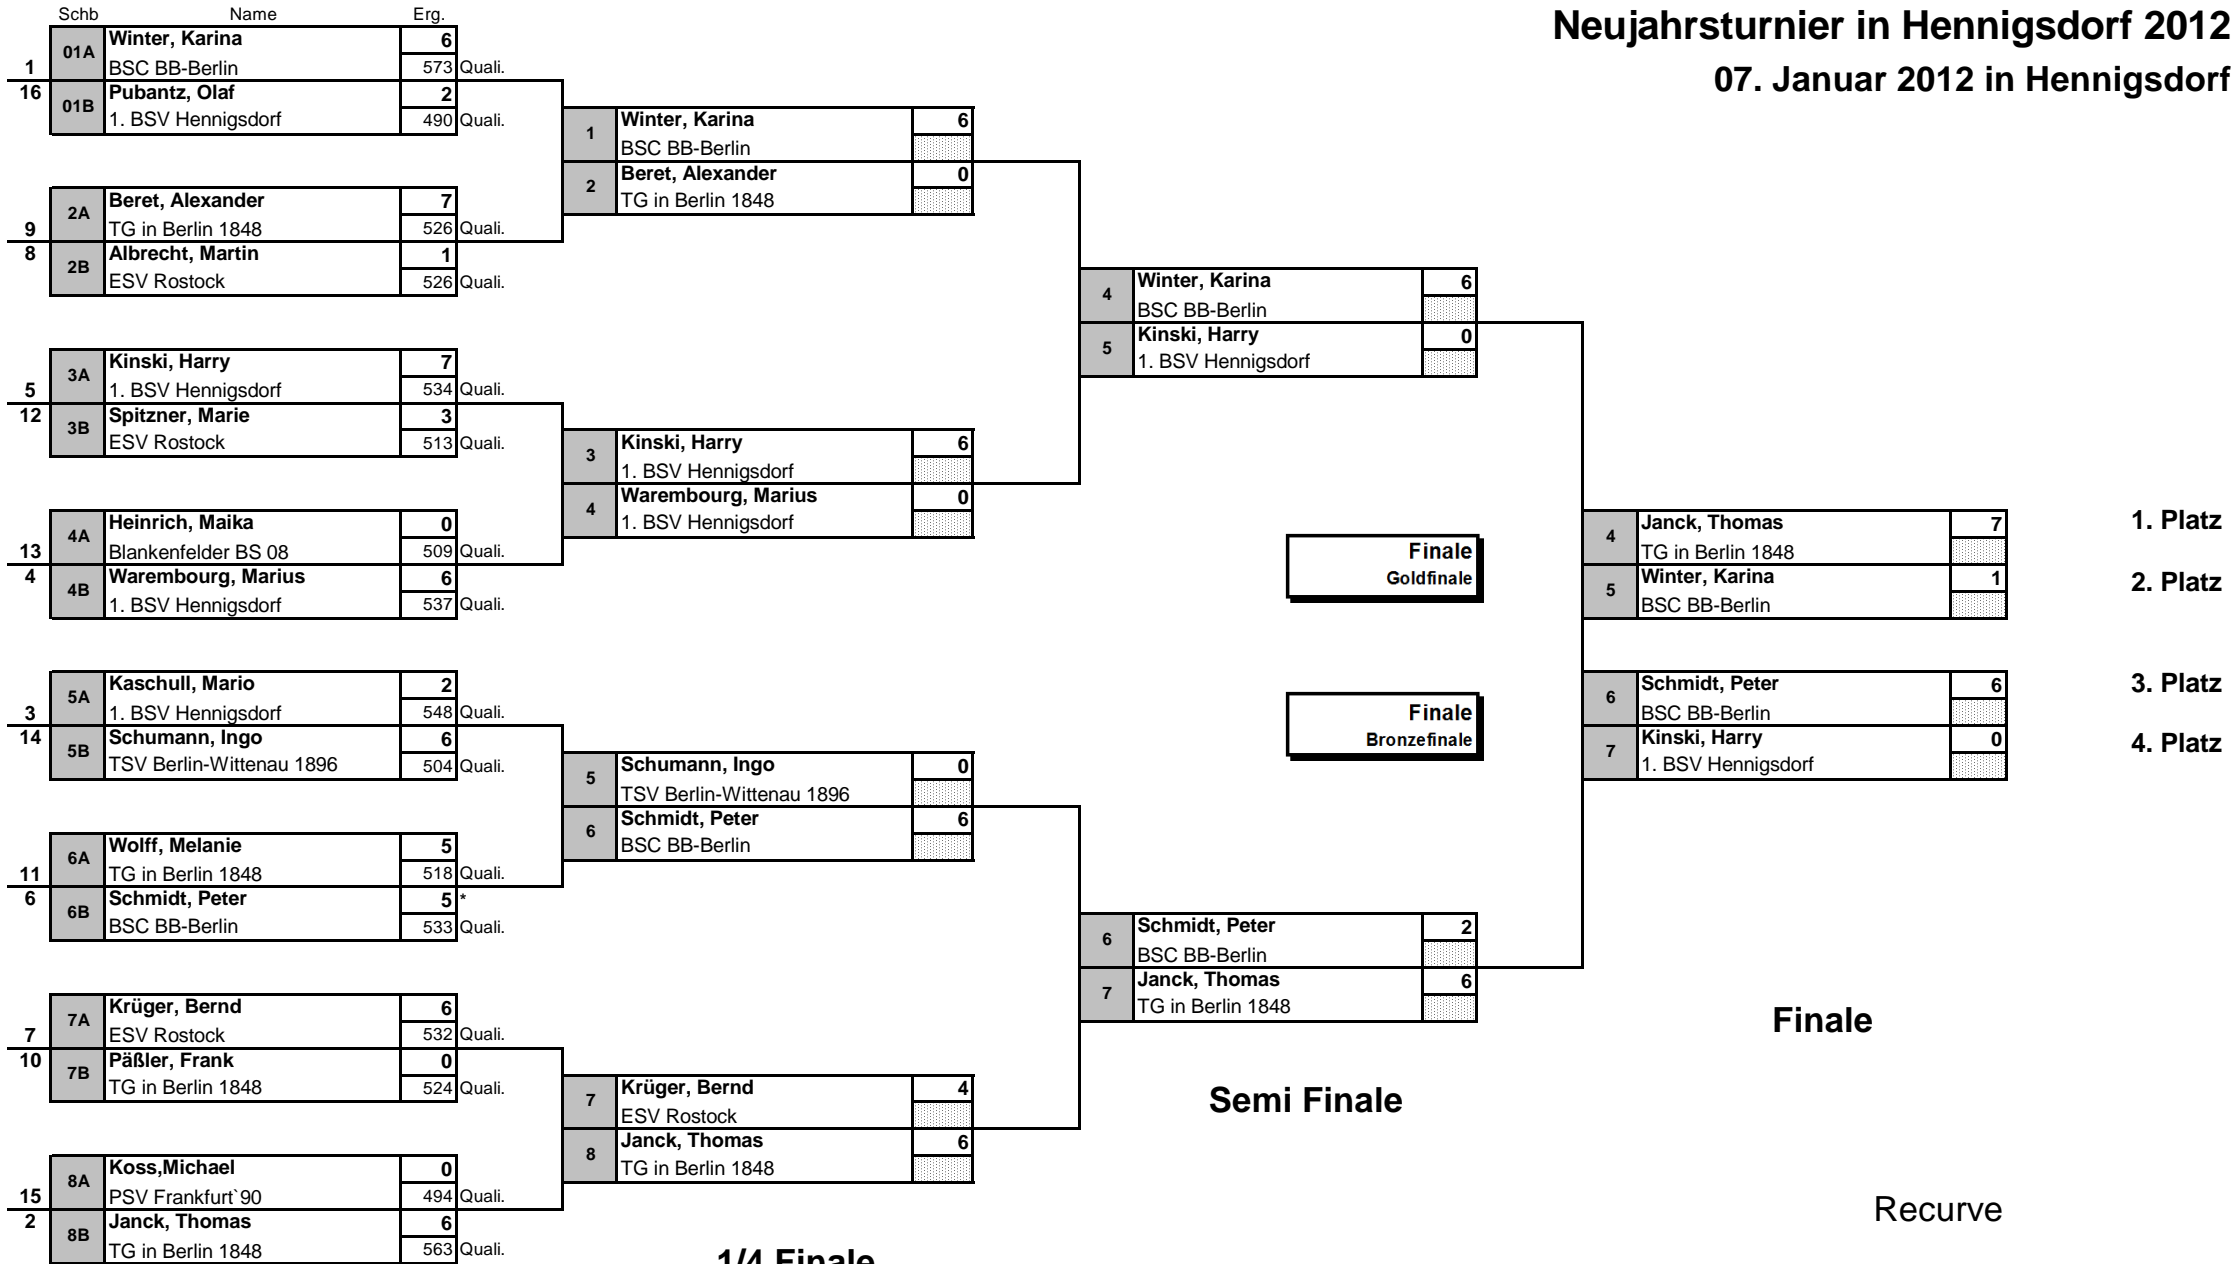 Neujahrsturnier in Hennigsdorf 2012
07. Januar 2012 in Hennigsdorf
Schb Name Erg.
01A Winter, Karina 6
1 BSC BB-Berlin 573 Quali.
16 01B Pubantz, Olaf 2
1. BSV Hennigsdorf 490 Quali.
2A Beret, Alexander 7
9 TG in Berlin 1848 526 Quali.
8 2B Albrecht, Martin 1
ESV Rostock 526 Quali.
3A Kinski, Harry 7
5 1. BSV Hennigsdorf 534 Quali.
12 3B Spitzner, Marie 3
ESV Rostock 513 Quali.
4A Heinrich, Maika 0
13 Blankenfelder BS 08 509 Quali.
4 4B Warembourg, Marius 6
1. BSV Hennigsdorf 537 Quali.
5A Kaschull, Mario 2
3 1. BSV Hennigsdorf 548 Quali.
14 5B Schumann, Ingo 6
TSV Berlin-Wittenau 1896 504 Quali.
6A Wolff, Melanie 5
11 TG in Berlin 1848 518 Quali.
6 6B Schmidt, Peter 5 *
BSC BB-Berlin 533 Quali.
7A Krüger, Bernd 6
7 ESV Rostock 532 Quali.
10 7B Päßler, Frank 0
TG in Berlin 1848 524 Quali.
8A Koss,Michael 0
15 PSV Frankfurt`90 494 Quali.
2 8B Janck, Thomas 6
TG in Berlin 1848 563 Quali.
1 Winter, Karina 6
BSC BB-Berlin
2 Beret, Alexander 0
TG in Berlin 1848
3 Kinski, Harry 6
1. BSV Hennigsdorf
4 Warembourg, Marius 0
1. BSV Hennigsdorf
5 Schumann, Ingo 0
TSV Berlin-Wittenau 1896
6 Schmidt, Peter 6
BSC BB-Berlin
7 Krüger, Bernd 4
ESV Rostock
8 Janck, Thomas 6
TG in Berlin 1848
1/4 Finale
4 Winter, Karina 6
BSC BB-Berlin
5 Kinski, Harry 0
1. BSV Hennigsdorf
6 Schmidt, Peter 2
BSC BB-Berlin
7 Janck, Thomas 6
TG in Berlin 1848
Semi Finale
Finale
Goldfinale
4 Janck, Thomas 7 1. Platz
TG in Berlin 1848
5 Winter, Karina 1 2. Platz
BSC BB-Berlin
Finale
Bronzefinale
6 Schmidt, Peter 6 3. Platz
BSC BB-Berlin
7 Kinski, Harry 0 4. Platz
1. BSV Hennigsdorf
Finale
Recurve